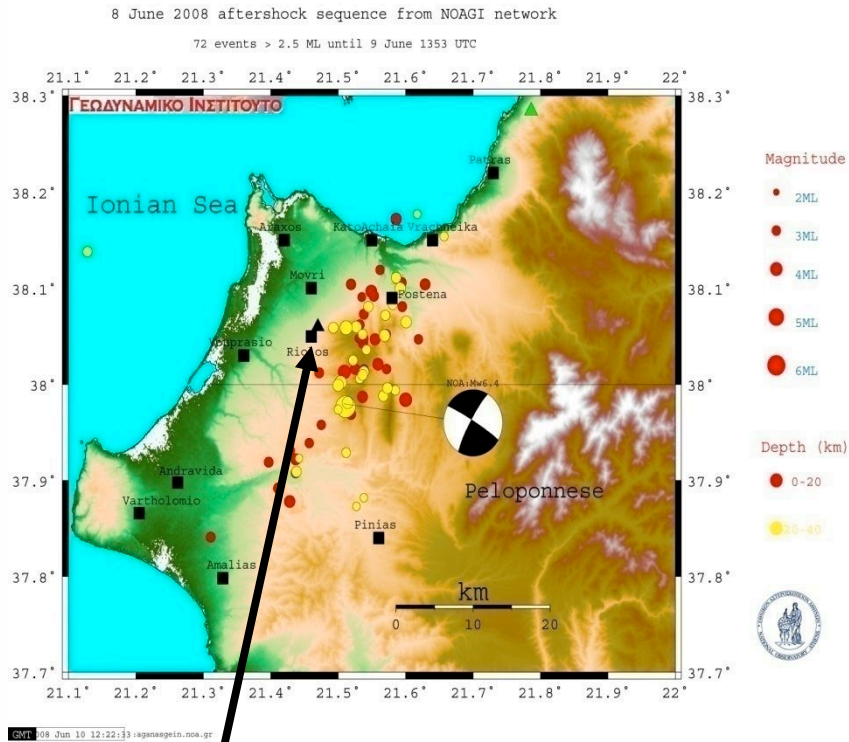 8 June 2008 aftershock sequence from NOAGI network
72 events > 2.5 ML until 9 June 1353 UTC
21.1° 21.2° 21.3° 21.4° 21.5° 21.6° 21.7° 21.8° 21.9° 22°
38.3° 38.3°
ΓΕΩΔΥΝΑΜΙΚΟ ΙΝΣΤΙΤΟΥΤΟ
Patras
Magnitude
2ML
38.2° 38.2°
Ionian Sea
Araxos KatoAchaia Vrachneika
3ML
4ML
Movri
38.1° 38.1°
Postena
5ML
Riolos
Vouprasio
6ML
38° 38°
NOA:Mw6.4
Depth (km)
Andravida
0-20
37.9° 37.9°
Peloponnese
Vartholomio
Pinias
20-40
37.8° 37.8°
Amalias
km
0 10 20
37.7° 37.7°
21.1° 21.2° 21.3° 21.4° 21.5° 21.6° 21.7° 21.8° 21.9° 22°
GMT 008 Jun 10 12:22:33 :aganasgein.noa.gr